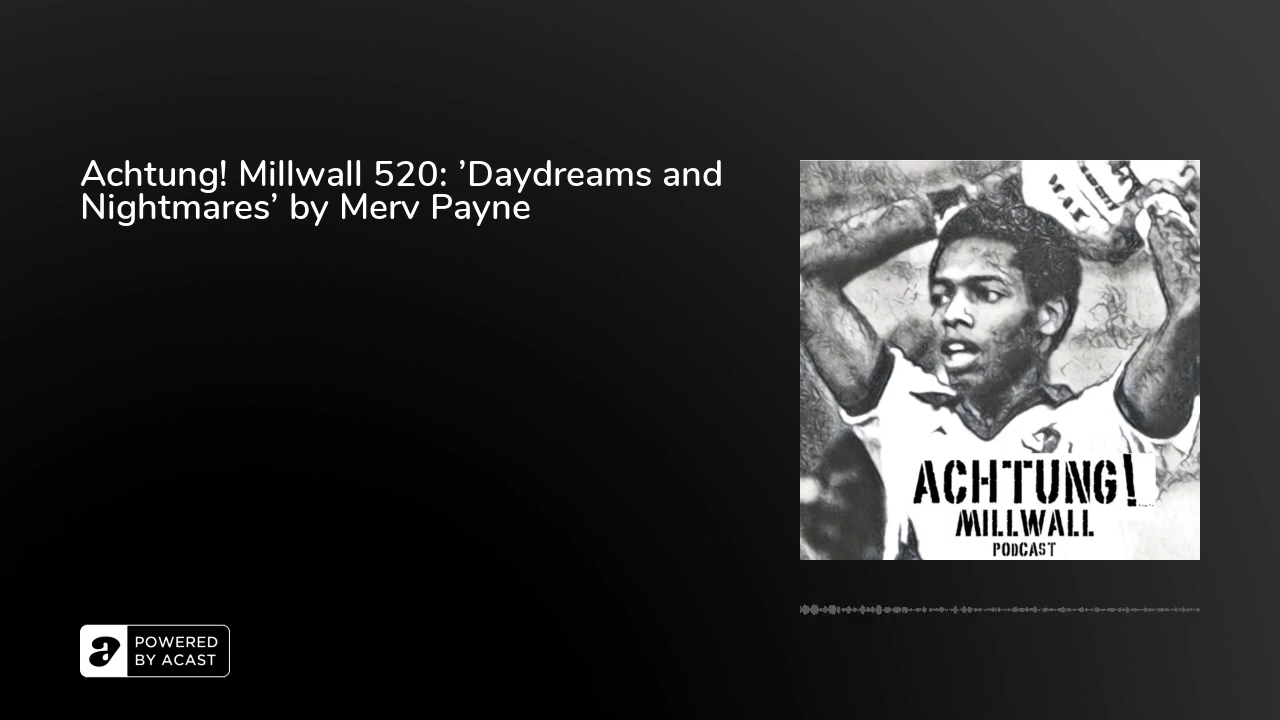 Achtung! Millwall 520: ’Daydreams and
Nightmares’ by Merv Payne
ACHTUNG!
MILLWALL
PODCAST
POWERED
BY ACAST